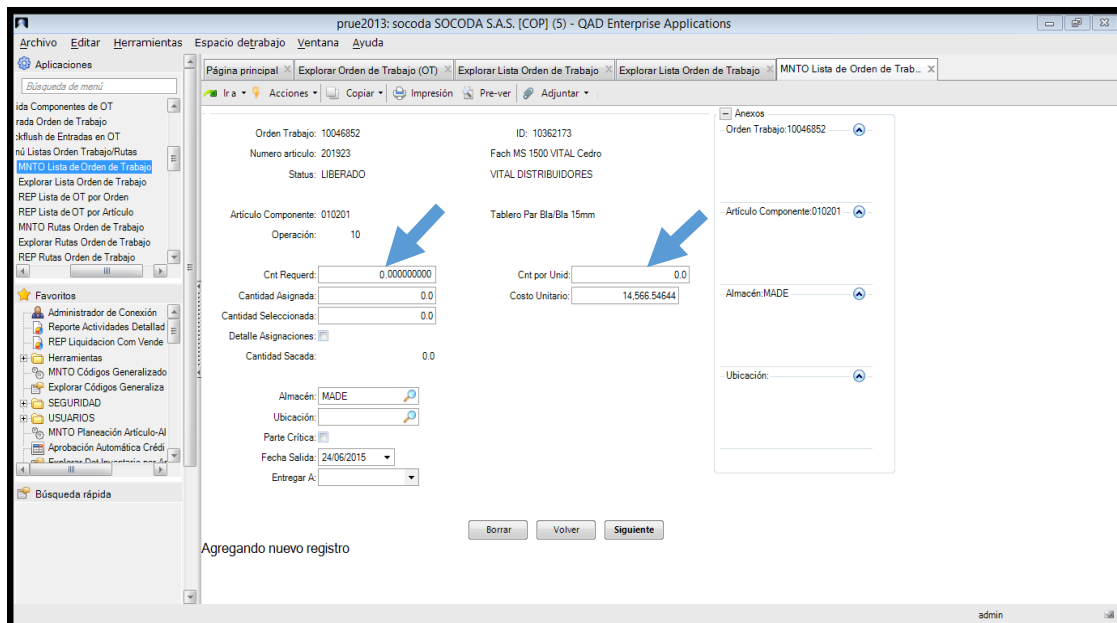 prue2013: socoda SOCODA S.A.S. [COP] (5) - QAD Enterprise Applications
Archivo Editar Herramientas Espacio detrabajo Ventana Ayuda
Aplicaciones
Búsqueda de menú
ida Componentes de OT
rada Orden de Trabajo
:kflush de Entradas en OT
nú Listas Orden Trabajo/Rutas
MNTO Lista de Orden de Trabajo
Explorar Lista Orden de Trabajo
REP Lista de OT por Orden
REP Lista de OT por Artículo
MNTO Rutas Orden de Trabajo
Explorar Rutas Orden de Trabajo
REP Rutas Orden de Trabajo
Favoritos
Administrador de Conexión
Reporte Actividades Detallad
REP Liquidacion Com Vende
Herramientas
MNTO Códigos Generalizado
Explorar Códigos Generaliza
SEGURIDAD
USUARIOS
MNTO Planeación Artículo-Al
Aprobación Automática Crédi
Búsqueda rápida
Página principal Explorar Orden de Trabajo (OT) Explorar Lista Orden de Trabajo Explorar Lista Orden de Trabajo MNTO Lista de Orden de Trab...
Ir a Acciones Copiar Impresión Pre-ver Adjuntar
Orden Trabajo: 10046852 ID: 10362173
Numero articulo: 201923 Fach MS 1500 VITAL Cedro
Status: LIBERADO VITAL DISTRIBUIDORES
Artículo Componente: 010201 Tablero Par Bla/Bla 15mm
Operación: 10
Cnt Requerd: 0.000000000 Cnt por Unid: 0.0
Cantidad Asignada: 0.0 Costo Unitario: 14,566.54644
Cantidad Seleccionada: 0.0
Detalle Asignaciones:
Cantidad Sacada: 0.0
Almacén: MADE
Ubicación:
Parte Crítica:
Fecha Salida: 24/06/2015
Entregar A:
Borrar Volver Siguiente
Agregando nuevo registro
Anexos
Orden Trabajo:10046852
Artículo Componente:010201
Almacén:MADE
Ubicación:
admin